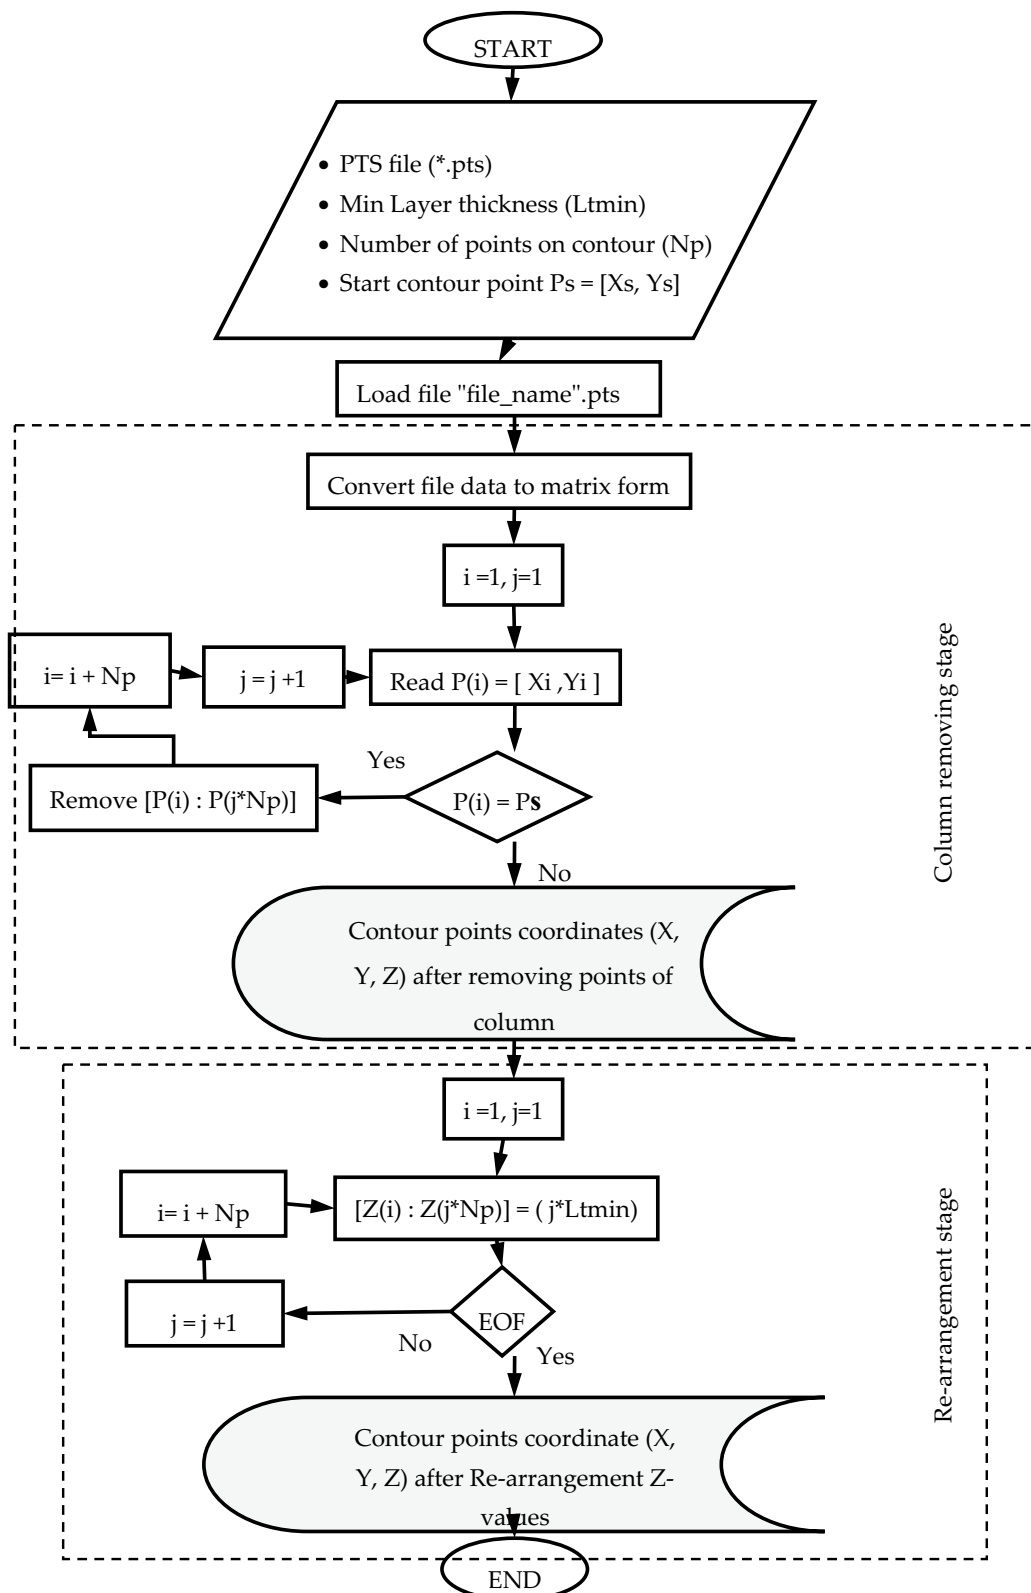 START
• PTS file (*.pts)
• Min Layer thickness (Ltmin)
• Number of points on contour (Np)
• Start contour point Ps = [Xs, Ys]
Load file "file_name".pts
Convert file data to matrix form
i =1, j=1
i= i + Np
j = j +1
Read P(i) = [ Xi ,Yi ]
Yes
Remove [P(i) : P(j*Np)]
P(i) = Ps
No
Contour points coordinates (X,
Y, Z) after removing points of
column
Column removing stage
i =1, j=1
i= i + Np
[Z(i) : Z(j*Np)] = ( j*Ltmin)
j = j +1
EOF
No
Yes
Contour points coordinate (X,
Y, Z) after Re-arrangement Z-
values
Re-arrangement stage
END